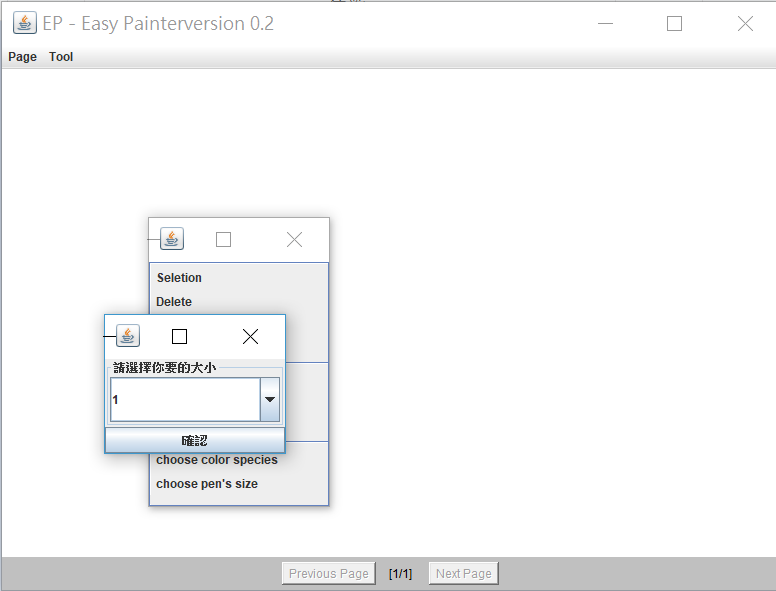 EP - Easy Painterversion 0.2
Page Tool
Seletion
Delete
請選擇你要的大小
1
確認
choose color species
choose pen's size
Previous Page [1/1] Next Page